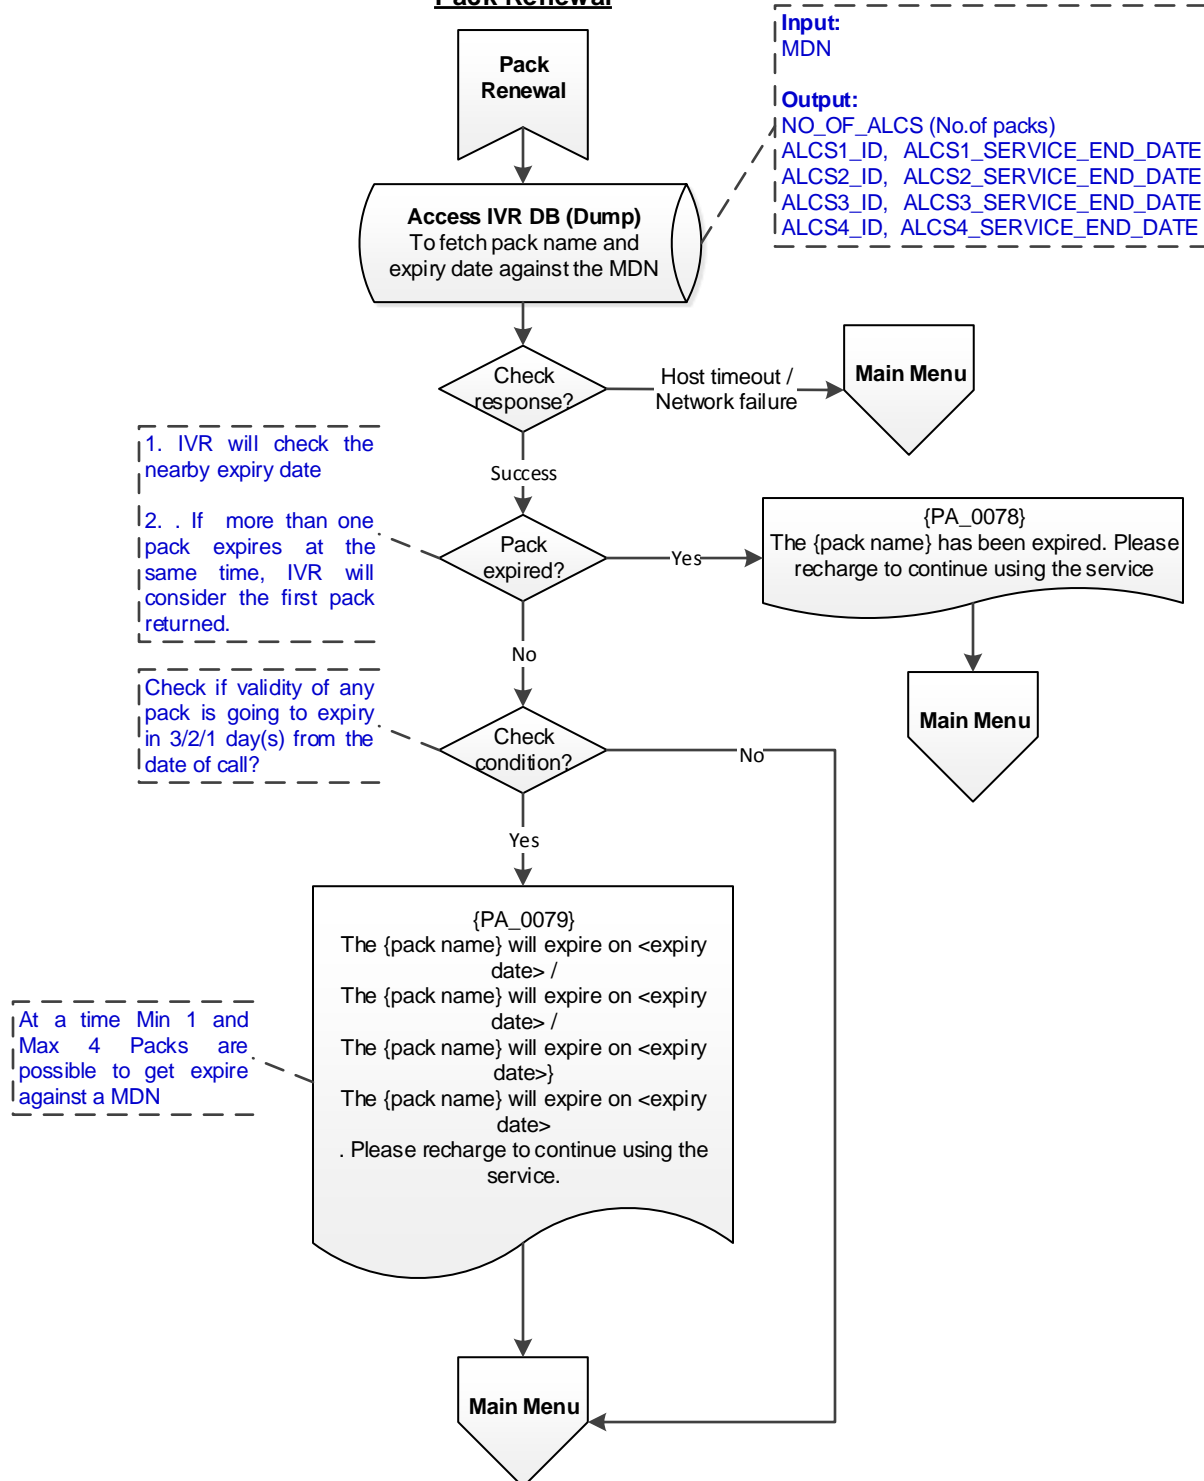 Pack Renewal
Input:
MDN
Output:
NO_OF_ALCS (No.of packs)
ALCS1_ID, ALCS1_SERVICE_END_DATE
ALCS2_ID, ALCS2_SERVICE_END_DATE
ALCS3_ID, ALCS3_SERVICE_END_DATE
ALCS4_ID, ALCS4_SERVICE_END_DATE
Pack
Renewal
Access IVR DB (Dump)
To fetch pack name and
expiry date against the MDN
Check
response?
Host timeout /
Network failure
Main Menu
Success
1. IVR will check the
nearby expiry date
2. . If more than one
pack expires at the
same time, IVR will
consider the first pack
returned.
Pack
expired?
Yes
{PA_0078}
The {pack name} has been expired. Please
recharge to continue using the service
Main Menu
No
Check if validity of any
pack is going to expiry
in 3/2/1 day(s) from the
date of call?
Check
condition?
No
Yes
{PA_0079}
The {pack name} will expire on <expiry
date> /
The {pack name} will expire on <expiry
date> /
The {pack name} will expire on <expiry
date>}
The {pack name} will expire on <expiry
date>
. Please recharge to continue using the
service.
At a time Min 1 and
Max 4 Packs are
possible to get expire
against a MDN
Main Menu